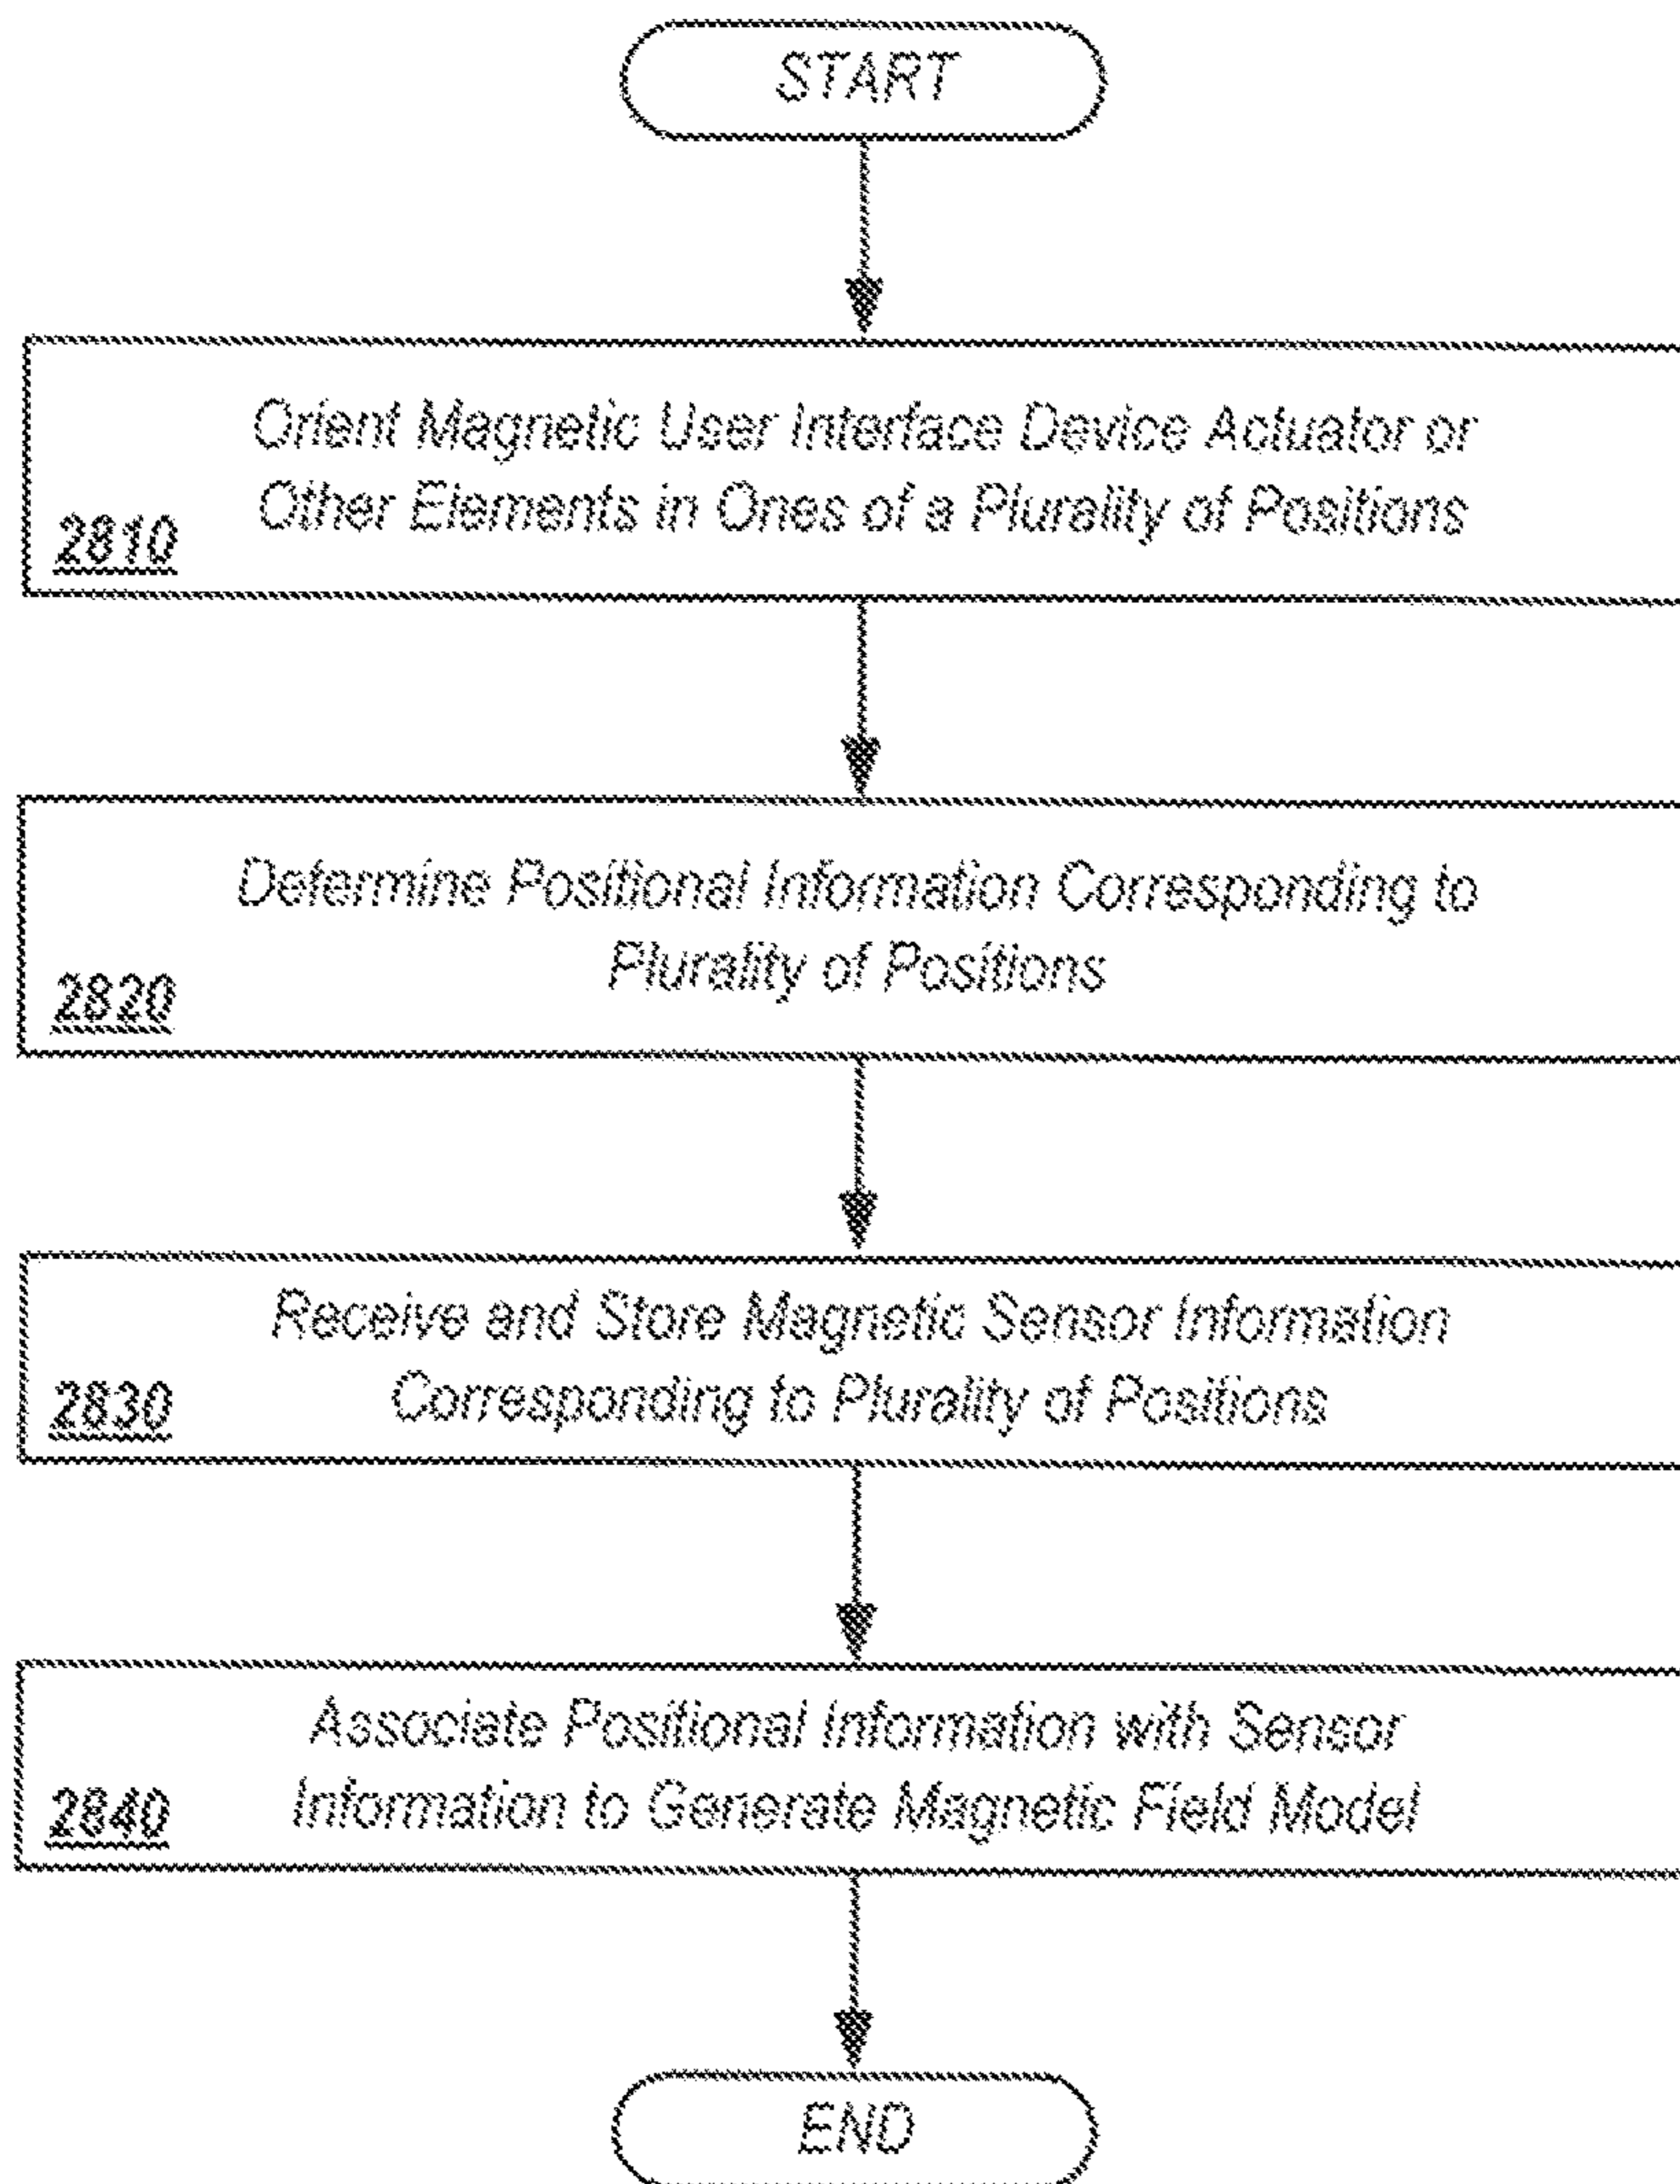 START
Orient Magnetic User Interface Device Actuator or
Other Elements in Ones of a Plurality of Positions
2810
Determine Positional Information Corresponding to
Plurality of Positions
2820
Receive and Store Magnetic Sensor Information
Corresponding to Plurality of Positions
2830
Associate Positional Information with Sensor
Information to Generate Magnetic Field Model
2840
END